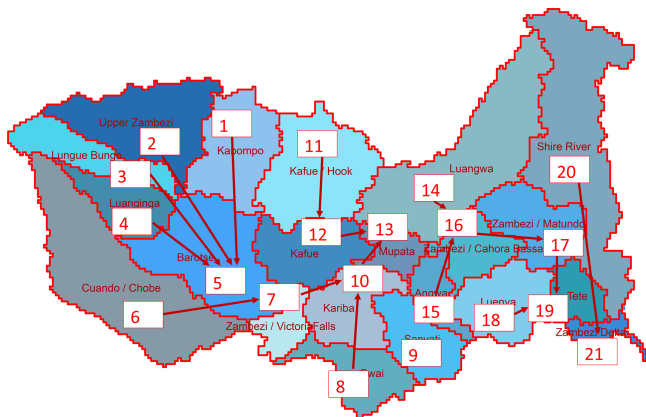 Upper Zambezi
1
2
Kabompo
11
Kafue / Hook
Shire River
20
Lungue Bungo
3
Luangwa
14
Luanginga
4
16
Zambezi / Matundo
12
13
Kafue
Mupata
Zambezi / Cahora Bassa
17
Barotse
5
Cuando / Chobe
7
10
Tete
6
Kariba
Angwa
15
Luenya
18
19
Zambezi / VictoriaFalls
Sanyati
9
Zambezi Delta
21
8
Gwai